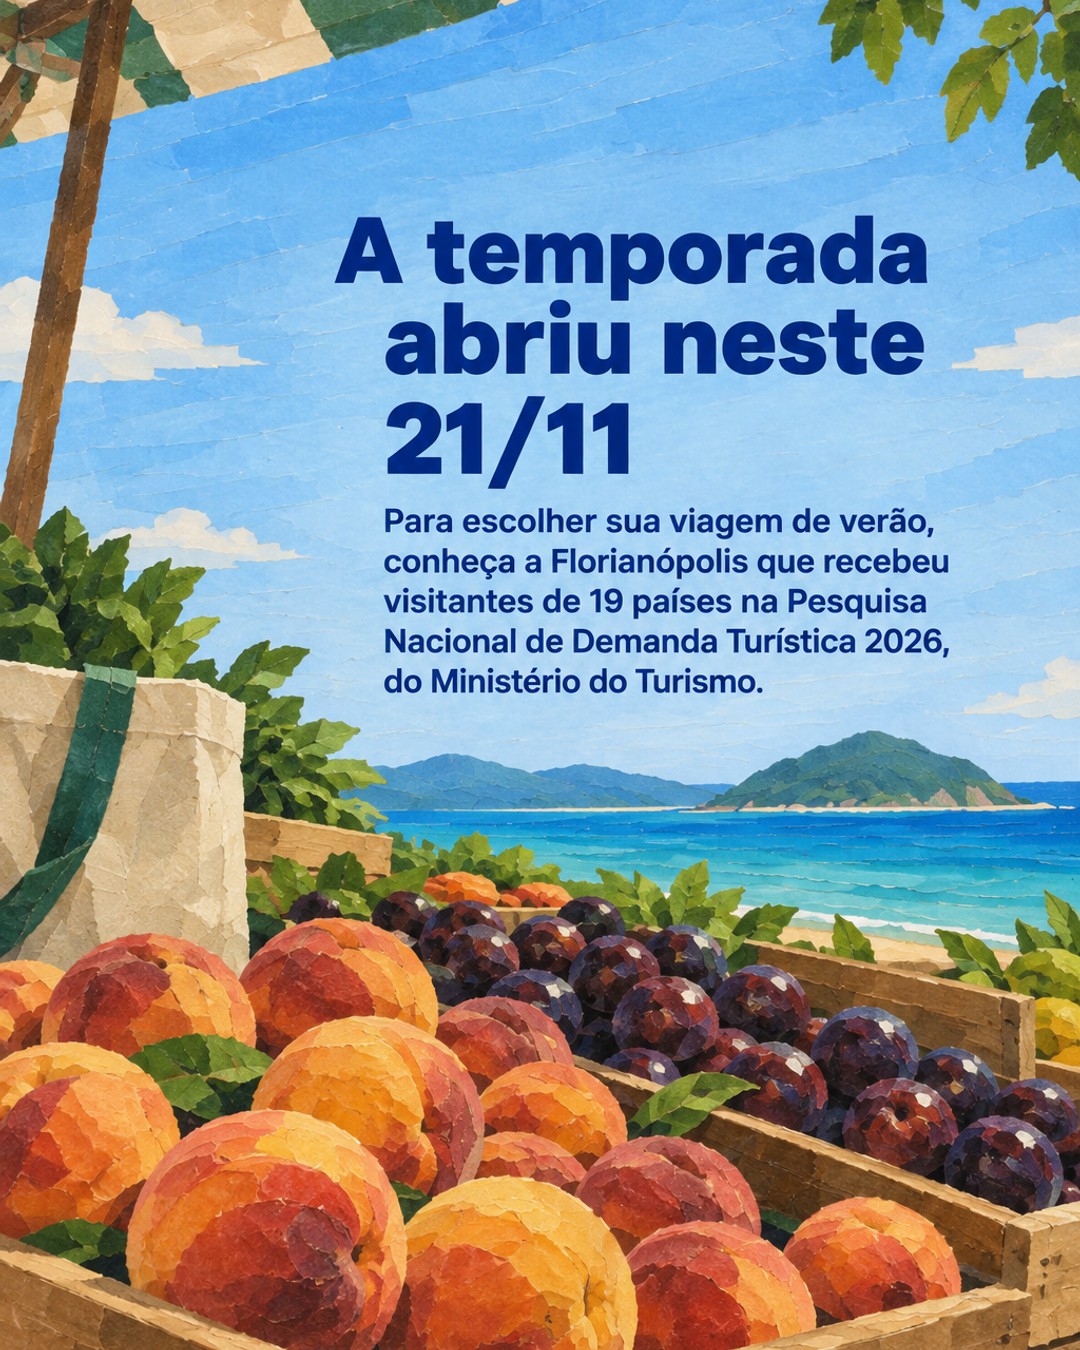 A temporada
abriu neste
21/11
Para escolher sua viagem de verão,
conheça a Florianópolis que recebeu
visitantes de 19 países na Pesquisa
Nacional de Demanda Turística 2026,
do Ministério do Turismo.